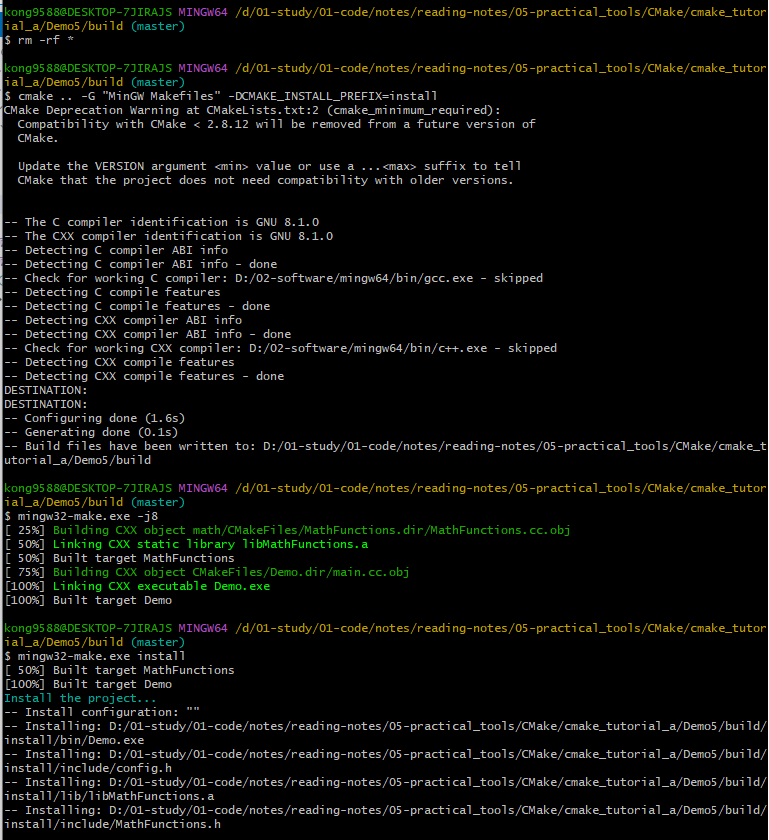 kong9588@DESKTOP-7JIRAJS MINGW64 /d/01-study/01-code/notes/reading-notes/05-practical_tools/CMake/cmake_tutor
ial_a/Demo5/build (master)
$ rm -rf *
kong9588@DESKTOP-7JIRAJS MINGW64 /d/01-study/01-code/notes/reading-notes/05-practical_tools/CMake/cmake_tutor
ial_a/Demo5/build (master)
$ cmake .. -G "MinGW Makefiles" -DCMAKE_INSTALL_PREFIX=install
CMake Deprecation Warning at CMakeLists.txt:2 (cmake_minimum_required):
  Compatibility with CMake < 2.8.12 will be removed from a future version of
  CMake.
  Update the VERSION argument <min> value or use a ...<max> suffix to tell
  CMake that the project does not need compatibility with older versions.
-- The C compiler identification is GNU 8.1.0
-- The CXX compiler identification is GNU 8.1.0
-- Detecting C compiler ABI info
-- Detecting C compiler ABI info - done
-- Check for working C compiler: D:/02-software/mingw64/bin/gcc.exe - skipped
-- Detecting C compile features
-- Detecting C compile features - done
-- Detecting CXX compiler ABI info
-- Detecting CXX compiler ABI info - done
-- Check for working CXX compiler: D:/02-software/mingw64/bin/c++.exe - skipped
-- Detecting CXX compile features
-- Detecting CXX compile features - done
DESTINATION:
DESTINATION:
-- Configuring done (1.6s)
-- Generating done (0.1s)
-- Build files have been written to: D:/01-study/01-code/notes/reading-notes/05-practical_tools/CMake/cmake_t
utorial_a/Demo5/build
kong9588@DESKTOP-7JIRAJS MINGW64 /d/01-study/01-code/notes/reading-notes/05-practical_tools/CMake/cmake_tutor
ial_a/Demo5/build (master)
$ mingw32-make.exe -j8
[ 25%] Building CXX object math/CMakeFiles/MathFunctions.dir/MathFunctions.cc.obj
[ 50%] Linking CXX static library libMathFunctions.a
[ 50%] Built target MathFunctions
[ 75%] Building CXX object CMakeFiles/Demo.dir/main.cc.obj
[100%] Linking CXX executable Demo.exe
[100%] Built target Demo
kong9588@DESKTOP-7JIRAJS MINGW64 /d/01-study/01-code/notes/reading-notes/05-practical_tools/CMake/cmake_tutor
ial_a/Demo5/build (master)
$ mingw32-make.exe install
[ 50%] Built target MathFunctions
[100%] Built target Demo
Install the project...
-- Install configuration: ""
-- Installing: D:/01-study/01-code/notes/reading-notes/05-practical_tools/CMake/cmake_tutorial_a/Demo5/build/
install/bin/Demo.exe
-- Installing: D:/01-study/01-code/notes/reading-notes/05-practical_tools/CMake/cmake_tutorial_a/Demo5/build/
install/include/config.h
-- Installing: D:/01-study/01-code/notes/reading-notes/05-practical_tools/CMake/cmake_tutorial_a/Demo5/build/
install/lib/libMathFunctions.a
-- Installing: D:/01-study/01-code/notes/reading-notes/05-practical_tools/CMake/cmake_tutorial_a/Demo5/build/
install/include/MathFunctions.h